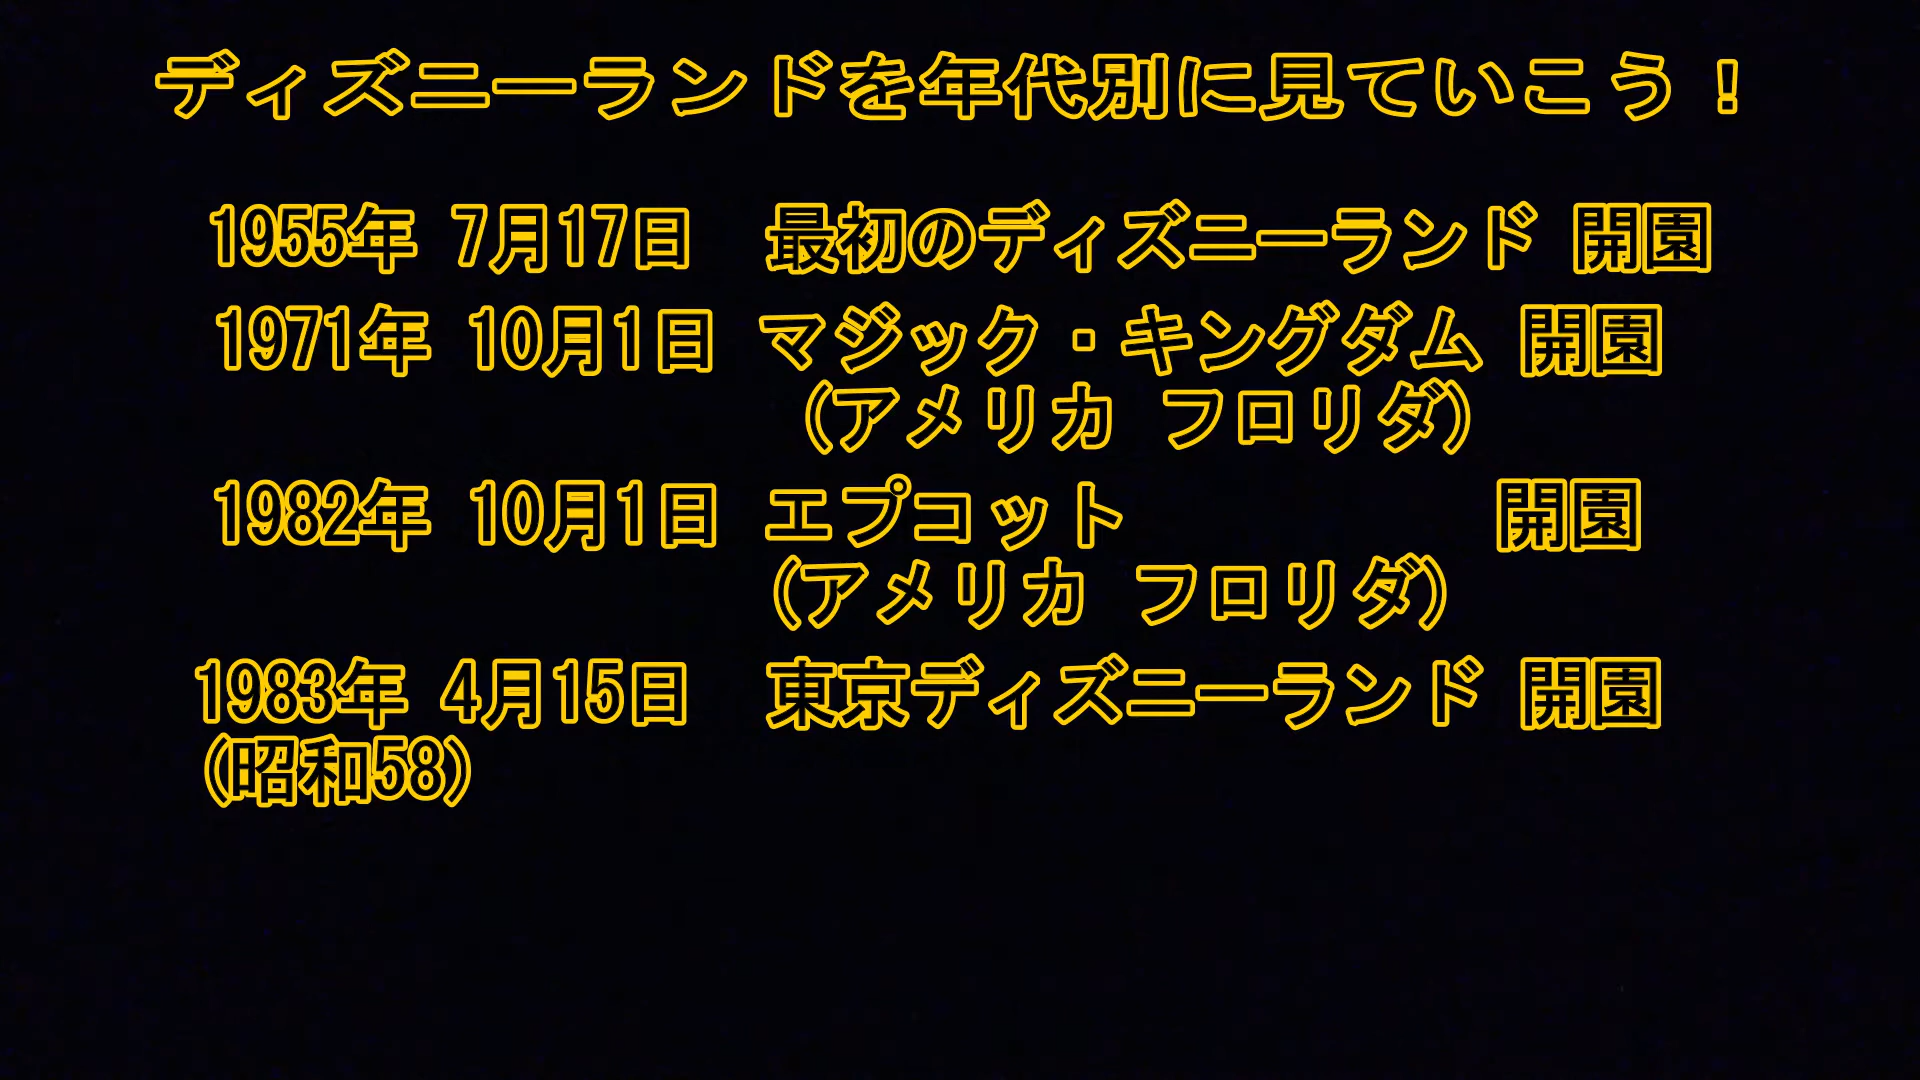 ディズニーランドを年代別に見ていこう！
1955年 7月17日 最初のディズニーランド 開園
1971年 10月1日 マジック・キングダム 開園
(アメリカ フロリダ)
1982年 10月1日 エプコット 開園
(アメリカ フロリダ)
1983年 4月15日 東京ディズニーランド 開園
(昭和58)